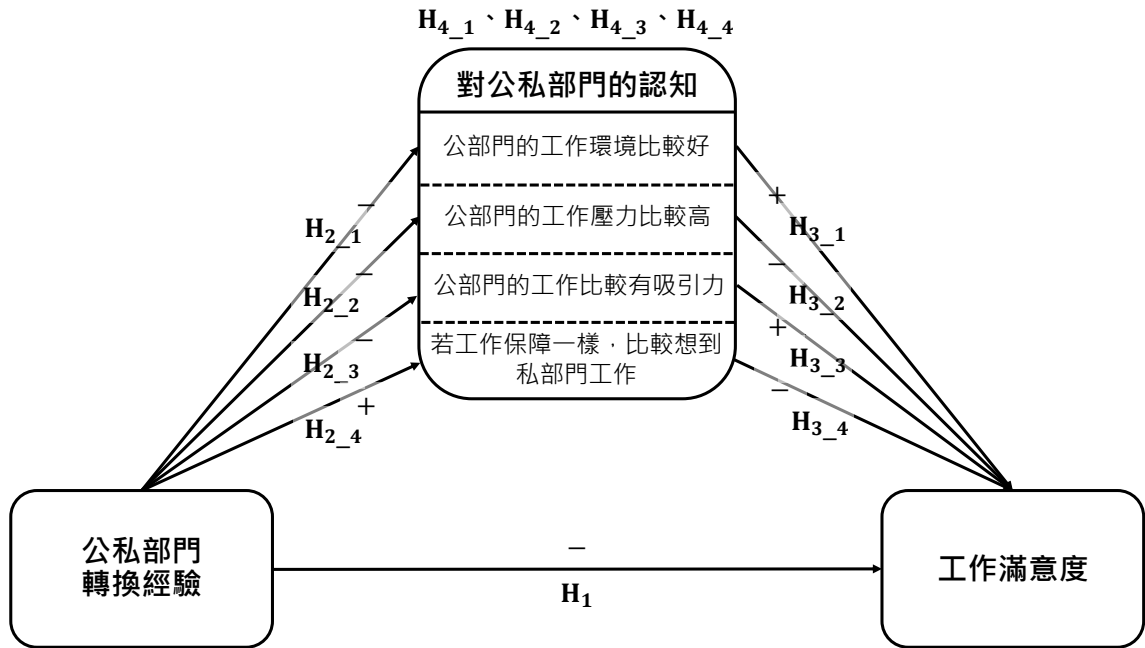 H4_1、H4_2、H4_3、H4_4
對公私部門的認知
公部門的工作環境比較好
公部門的工作壓力比較高
公部門的工作比較有吸引力
若工作保障一樣，比較想到
私部門工作
−
H2_1
−
H2_2
−
H2_3
+
H2_4
+
H3_1
−
H3_2
+
H3_3
−
H3_4
公私部門
轉換經驗
−
H1
工作滿意度